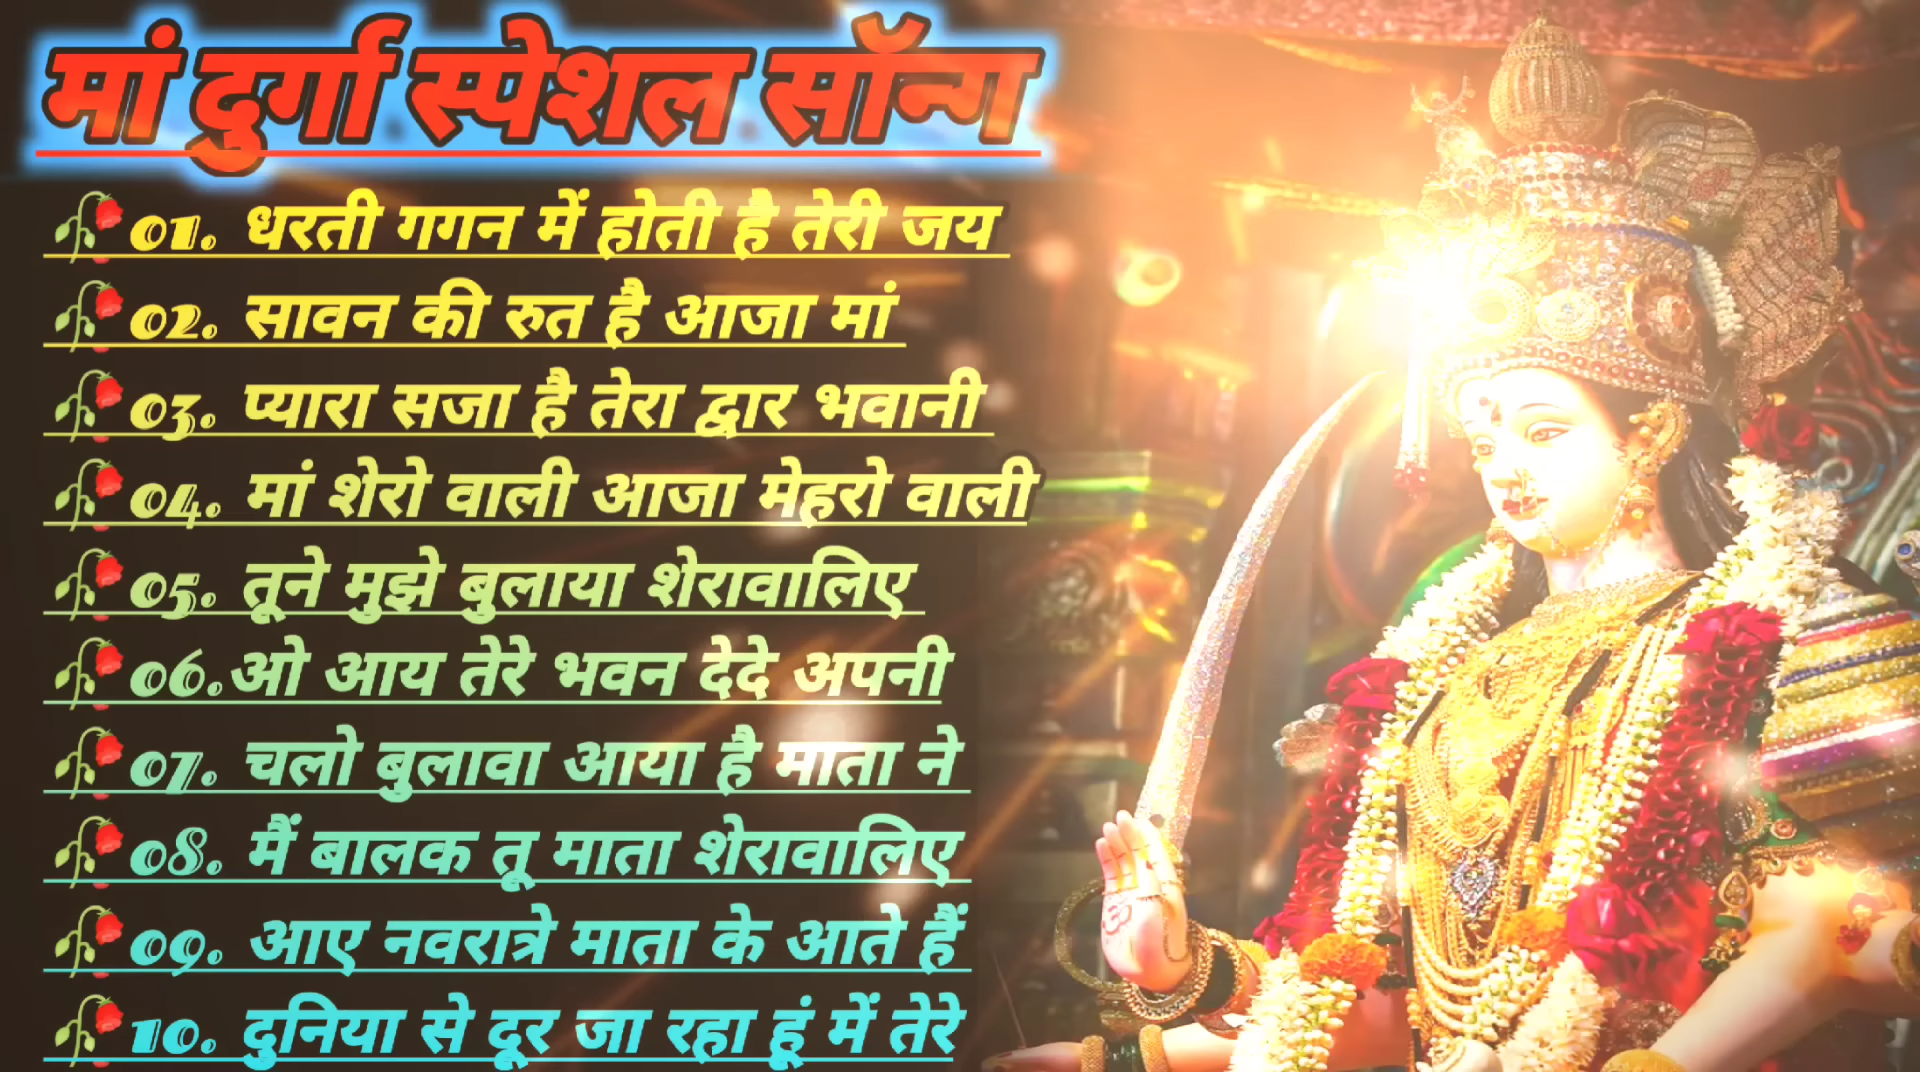 मां दुर्गा स्पेशल सॉन्ग
01. धरती गगन में होती है तेरी जय
02. सावन की रुत है आजा मां
03. प्यारा सजा है तेरा द्वार भवानी
04. मां शेरो वाली आजा मेहरो वाली
05. तूने मुझे बुलाया शेरावालिए
06.ओ आय तेरे भवन देदे अपनी
07. चलो बुलावा आया है माता ने
08. मैं बालक तू माता शेरावालिए
09. आए नवरात्रे माता के आते हैं
10. दुनिया से दूर जा रहा हूं में तेरे